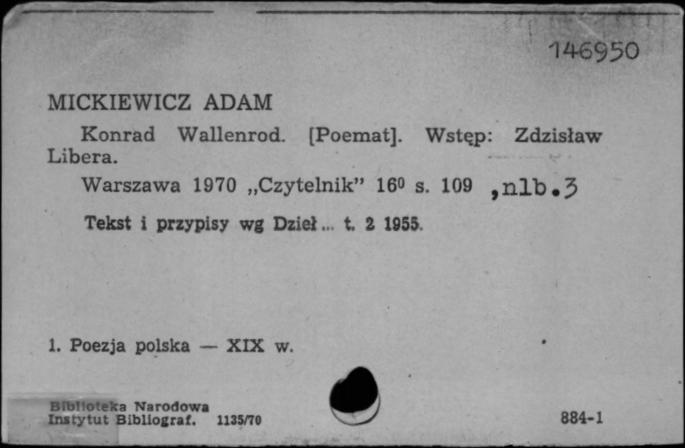 146950
MICKIEWICZ ADAM
Konrad Wallenrod. [Poemat]. Wstęp: Zdzisław
Libera.
Warszawa 1970 „Czytelnik” 16⁰ s. 109 ,nlb.3
Tekst i przypisy wg Dzieł... t. 2 1955.
1. Poezja polska — XIX w.
Biblioteka Narodowa
Instytut Bibliograf. 1135/70
884-1